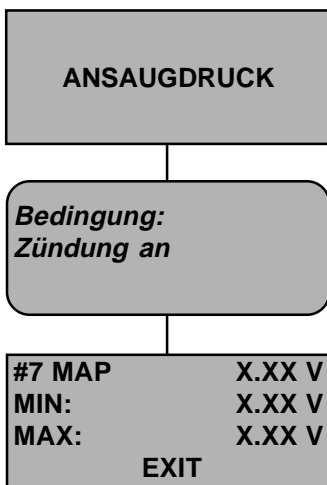 ANSAUGDRUCK
Bedingung:
Zündung an
#7 MAP X.XX V
MIN: X.XX V
MAX: X.XX V
EXIT